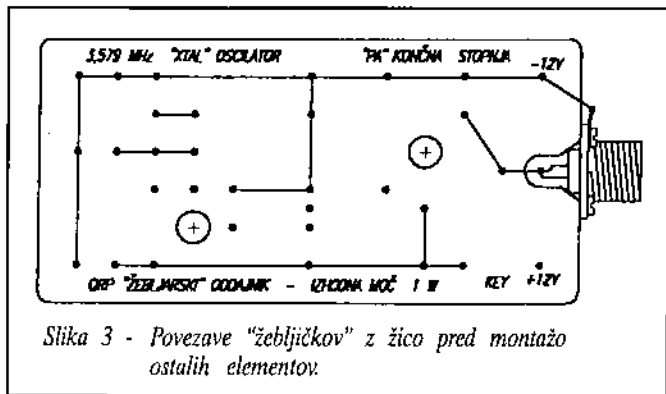 3,579 MHz "XTAL" OSCILATOR "PA" KONČNA STOPNJA -12V
QRP "ŽEBLJARSKI" ODDAJNIK - IZHODNA MOČ 1 W KEY +12V
Slika 3 - Povezave "žebljičkov" z žico pred montažo
ostalih elementov.